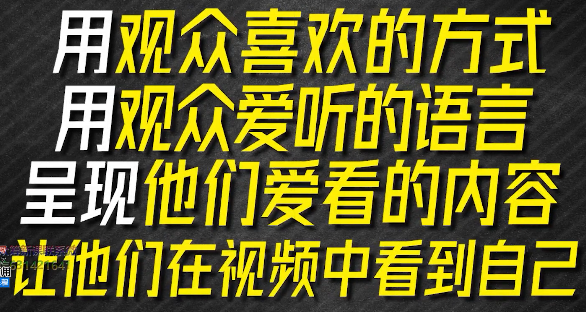 用观众喜欢的方式
用观众爱听的语言
呈现他们爱看的内容
让他们在视频中看到自己